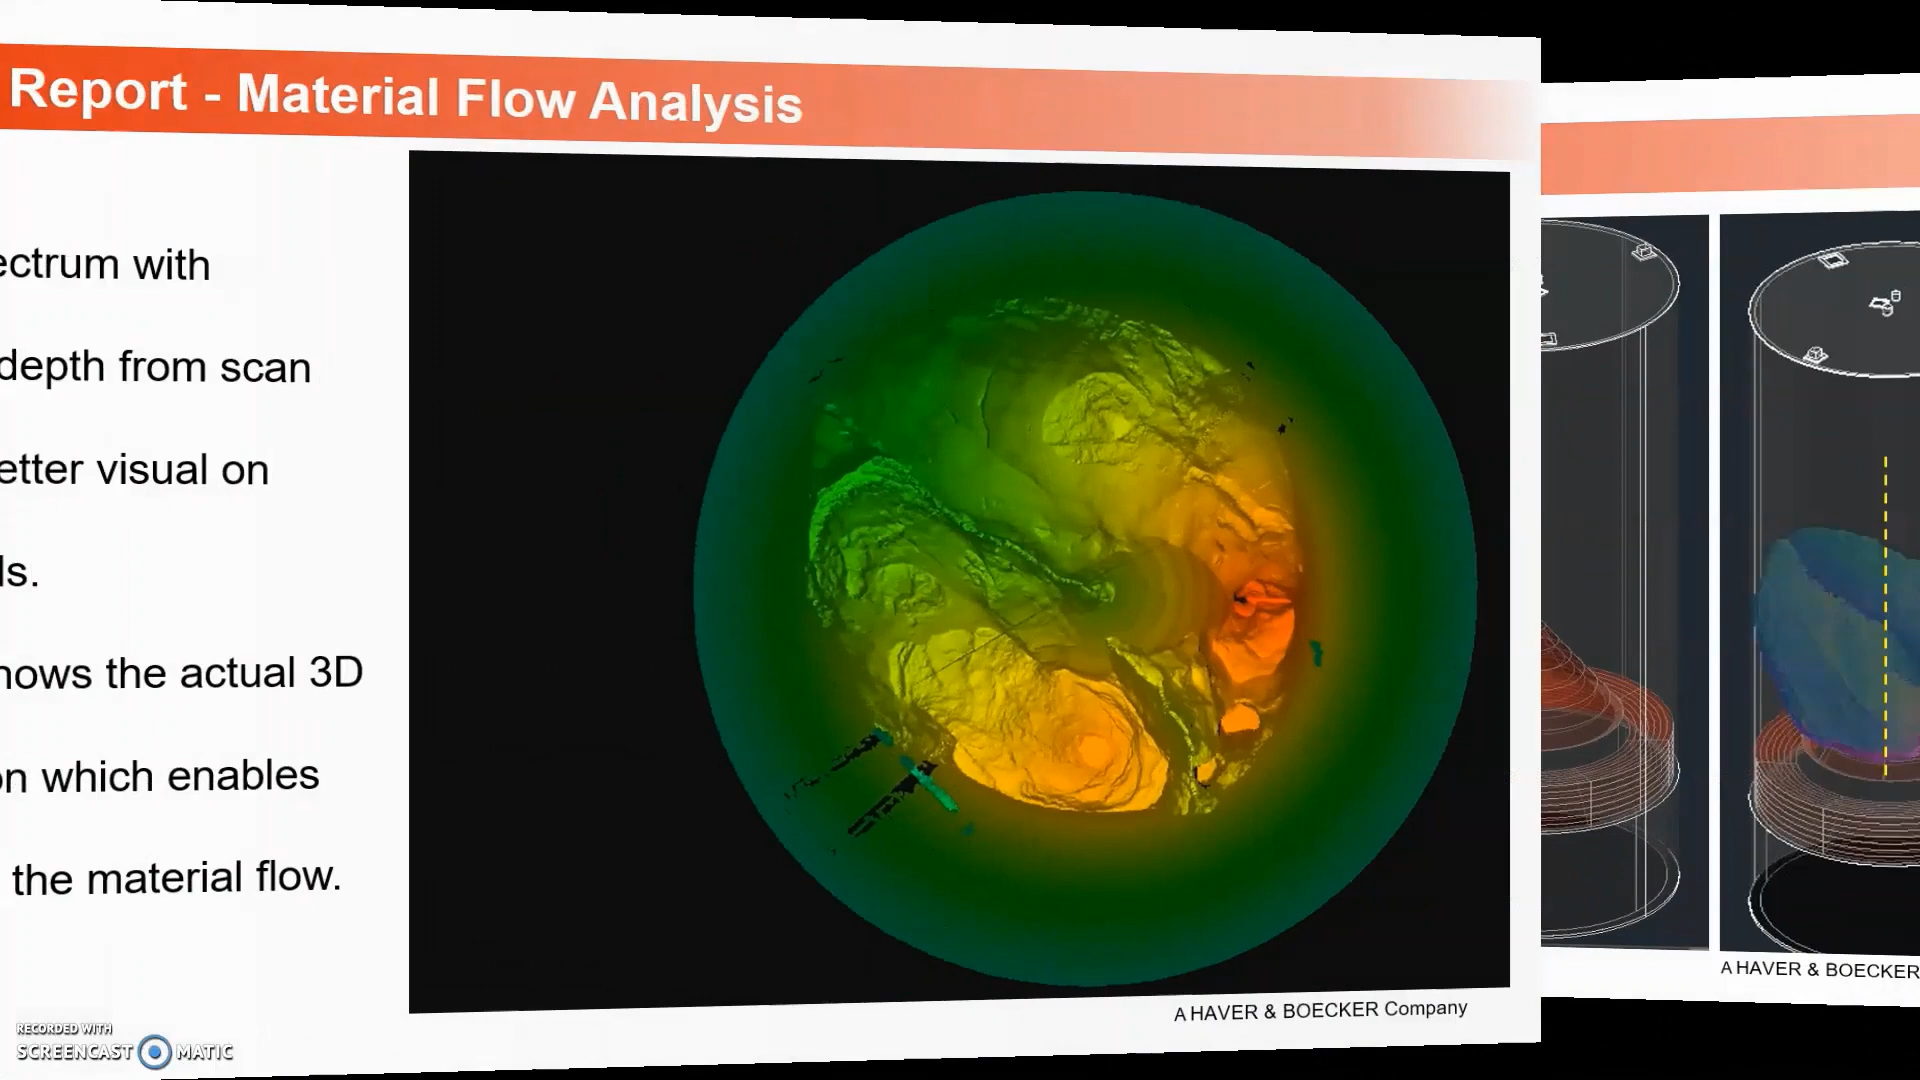 Report - Material Flow Analysis
ectrum with
depth from scan
etter visual on
ls.
hows the actual 3D
on which enables
the material flow.
A HAVER & BOECKER Company
A HAVER & BOECKER
RECORDED WITH
SCREENCAST MATIC